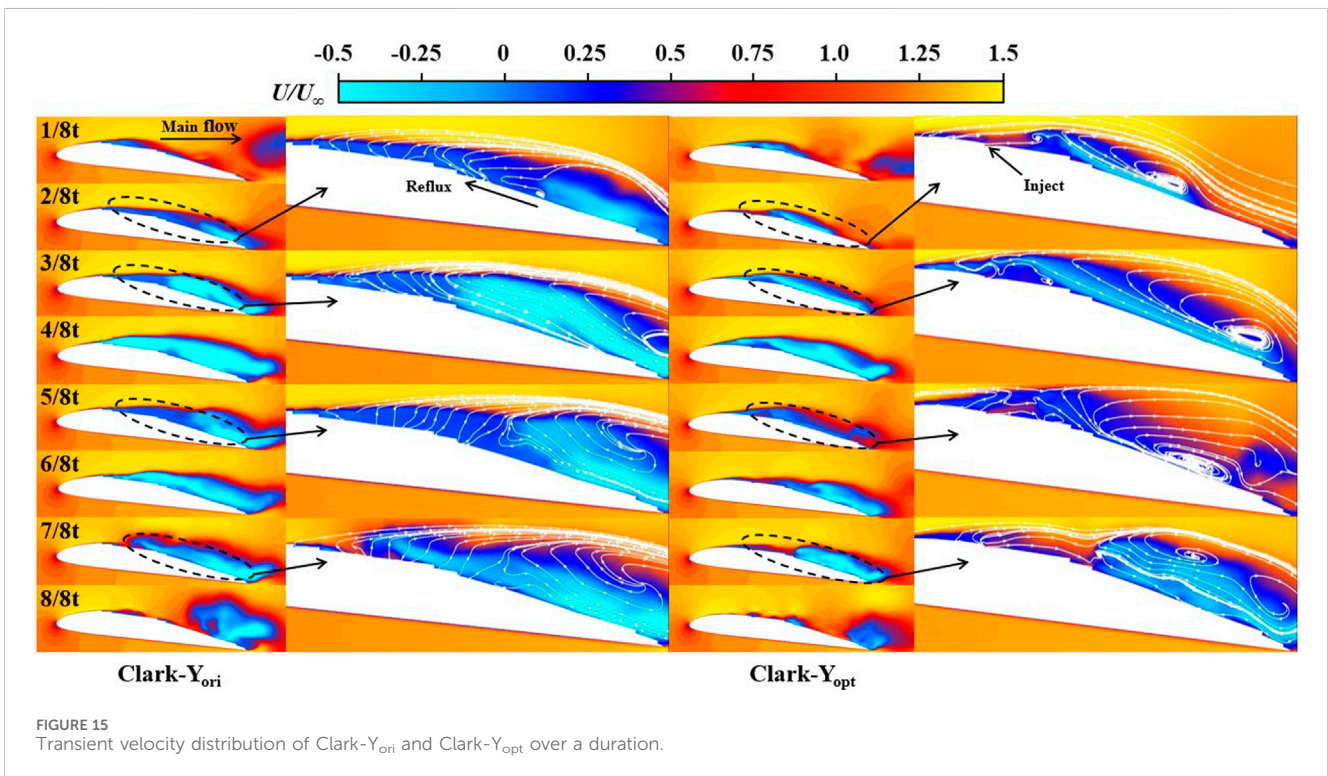 -0.5 -0.25 0 0.25 0.5 0.75 1.0 1.25 1.5
U/U∞
1/8t Main flow
Reflux
Inject
2/8t
3/8t
4/8t
5/8t
6/8t
7/8t
8/8t
Clark-Yori Clark-Yopt
FIGURE 15
Transient velocity distribution of Clark-Yori and Clark-Yopt over a duration.